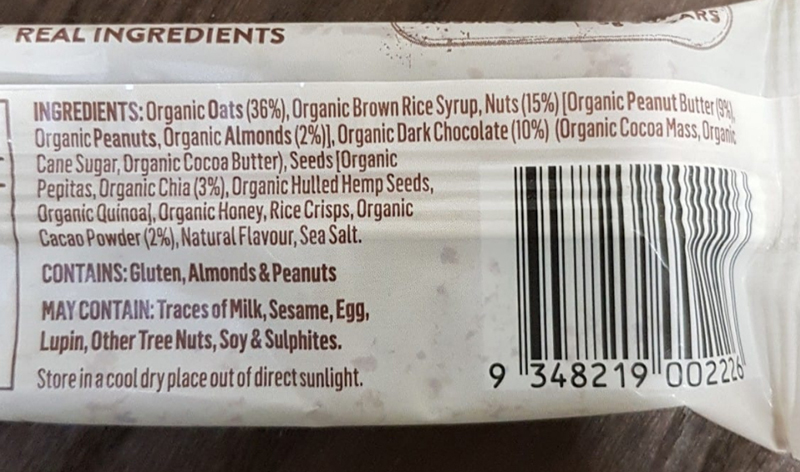 REAL INGREDIENTS
ARS
INGREDIENTS: Organic Oats (36%), Organic Brown Rice Syrup, Nuts (15%) [Organic Peanut Butter (9%),
Organic Peanuts, Organic Almonds (2%)], Organic Dark Chocolate (10%) (Organic Cocoa Mass, Organic
Cane Sugar, Organic Cocoa Butter), Seeds [Organic
Pepitas, Organic Chia (3%), Organic Hulled Hemp Seeds,
Organic Quinoa], Organic Honey, Rice Crisps, Organic
Cacao Powder (2%), Natural Flavour, Sea Salt.
CONTAINS: Gluten, Almonds & Peanuts
MAY CONTAIN: Traces of Milk, Sesame, Egg,
Lupin, Other Tree Nuts, Soy & Sulphites.
Store in a cool dry place out of direct sunlight.
9 348219 002226